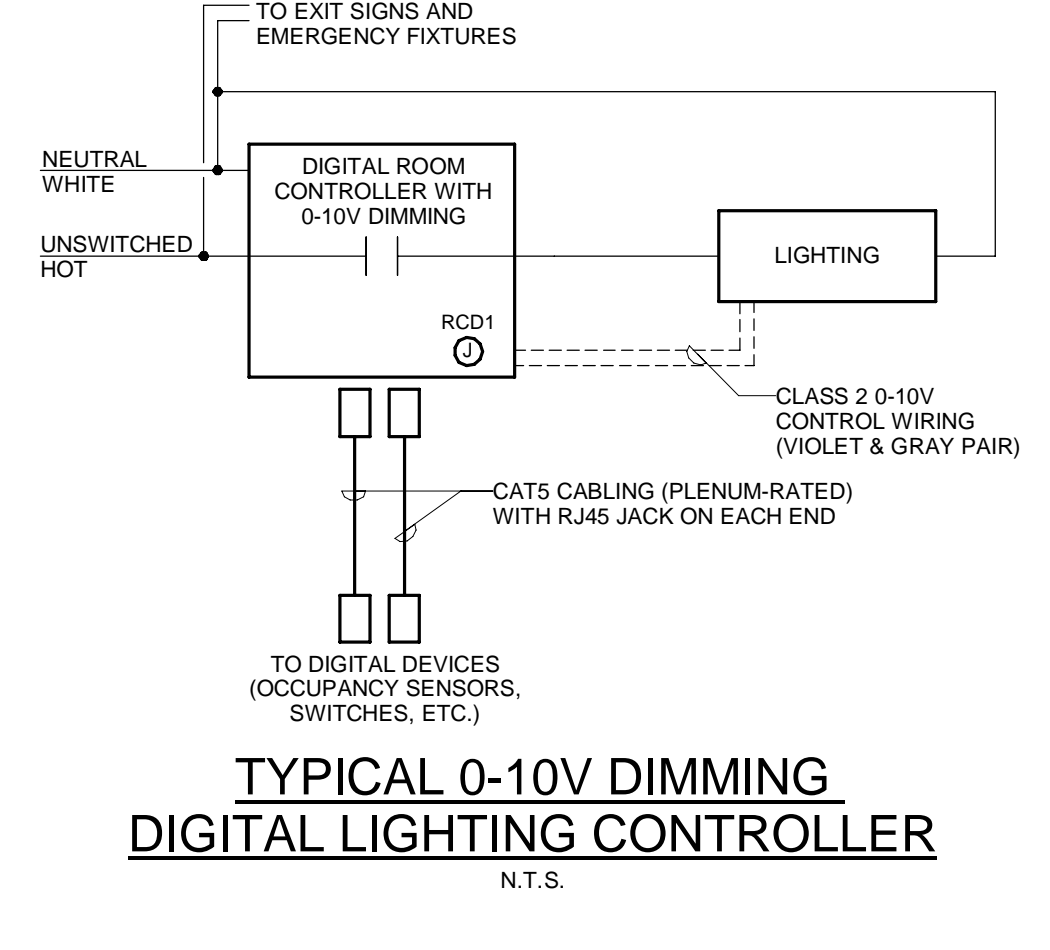 TO EXIT SIGNS AND
EMERGENCY FIXTURES
NEUTRAL
WHITE
DIGITAL ROOM
CONTROLLER WITH
0-10V DIMMING
UNSWITCHED
HOT
LIGHTING
RCD1
J
CLASS 2 0-10V
CONTROL WIRING
(VIOLET & GRAY PAIR)
CAT5 CABLING (PLENUM-RATED)
WITH RJ45 JACK ON EACH END
TO DIGITAL DEVICES
(OCCUPANCY SENSORS,
SWITCHES, ETC.)
TYPICAL 0-10V DIMMING
DIGITAL LIGHTING CONTROLLER
N.T.S.